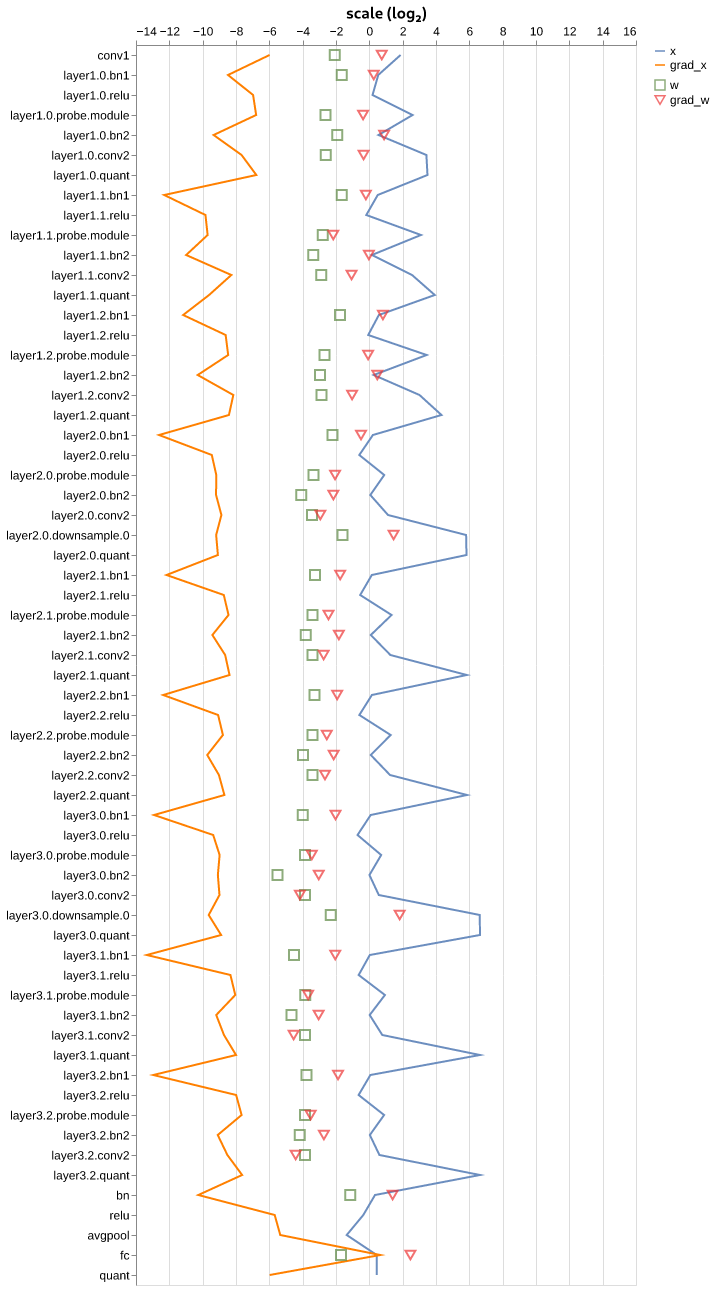 scale (log₂)
−14 −12 −10 −8 −6 −4 −2 0 2 4 6 8 10 12 14 16
x
grad_x
w
grad_w
conv1
layer1.0.bn1
layer1.0.relu
layer1.0.probe.module
layer1.0.bn2
layer1.0.conv2
layer1.0.quant
layer1.1.bn1
layer1.1.relu
layer1.1.probe.module
layer1.1.bn2
layer1.1.conv2
layer1.1.quant
layer1.2.bn1
layer1.2.relu
layer1.2.probe.module
layer1.2.bn2
layer1.2.conv2
layer1.2.quant
layer2.0.bn1
layer2.0.relu
layer2.0.probe.module
layer2.0.bn2
layer2.0.conv2
layer2.0.downsample.0
layer2.0.quant
layer2.1.bn1
layer2.1.relu
layer2.1.probe.module
layer2.1.bn2
layer2.1.conv2
layer2.1.quant
layer2.2.bn1
layer2.2.relu
layer2.2.probe.module
layer2.2.bn2
layer2.2.conv2
layer2.2.quant
layer3.0.bn1
layer3.0.relu
layer3.0.probe.module
layer3.0.bn2
layer3.0.conv2
layer3.0.downsample.0
layer3.0.quant
layer3.1.bn1
layer3.1.relu
layer3.1.probe.module
layer3.1.bn2
layer3.1.conv2
layer3.1.quant
layer3.2.bn1
layer3.2.relu
layer3.2.probe.module
layer3.2.bn2
layer3.2.conv2
layer3.2.quant
bn
relu
avgpool
fc
quant